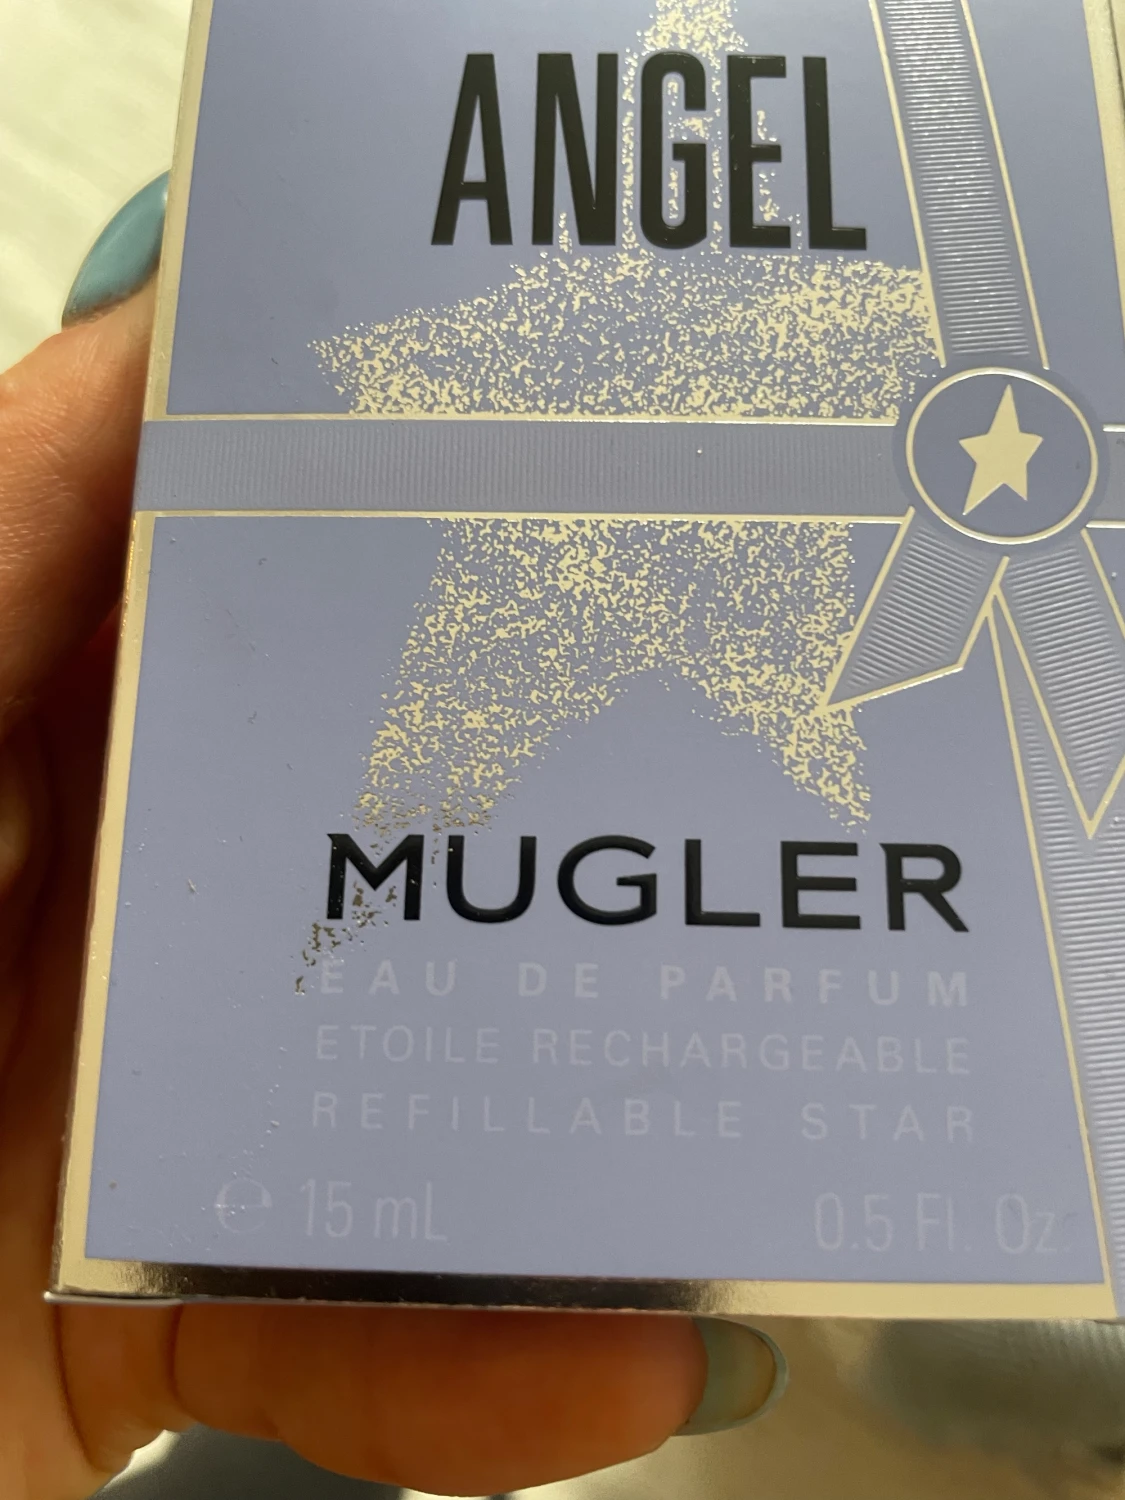 ANGEL
MUGLER
EAU DE PARFUM
ETOILE RECHARGEABLE
REFILLABLE STAR
℮ 15 mL 0.5 Fl. Oz.